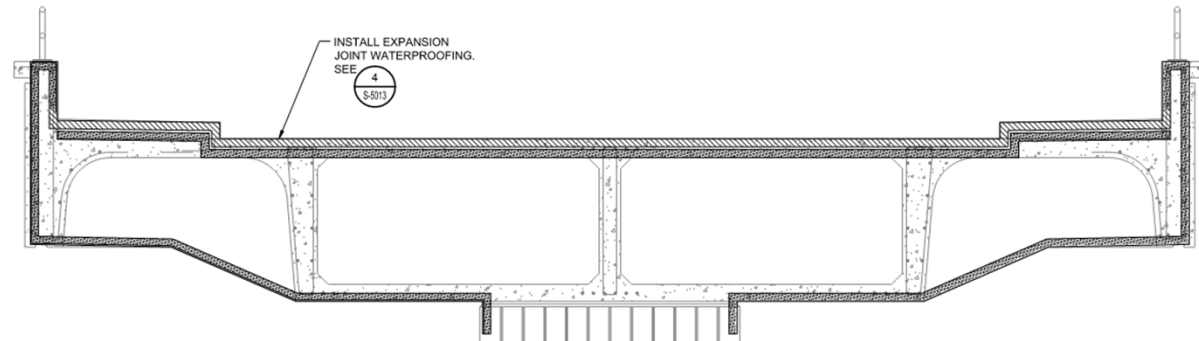 INSTALL EXPANSION
JOINT WATERPROOFING.
SEE
4
S-5013